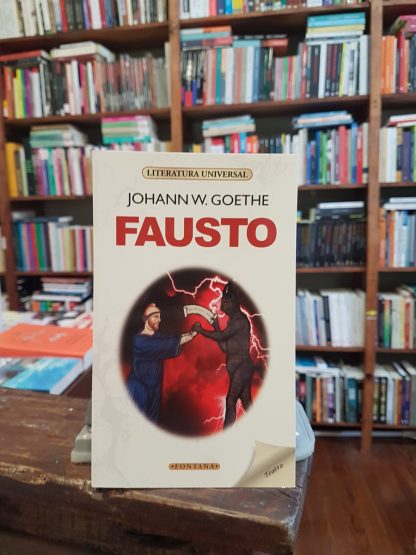 LITERATURA UNIVERSAL
JOHANN W. GOETHE
FAUSTO
FONTANA
Teatro